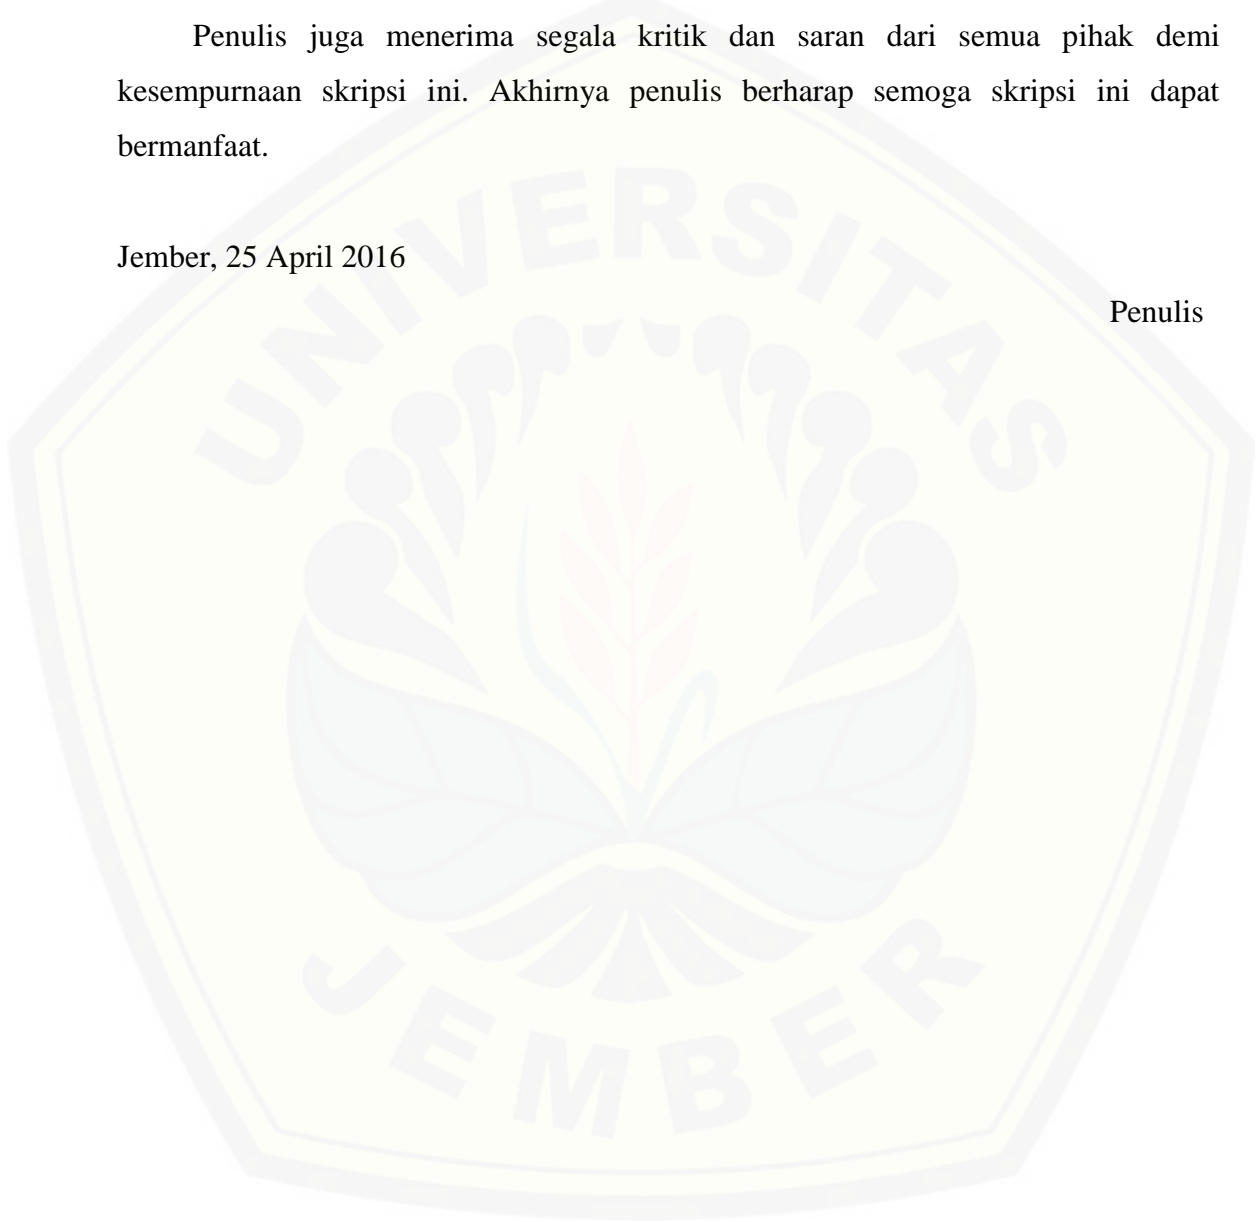 Penulis juga menerima segala kritik dan saran dari semua pihak demi
kesempurnaan skripsi ini. Akhirnya penulis berharap semoga skripsi ini dapat
bermanfaat.
Jember, 25 April 2016
Penulis
UNIVERSITAS
JEMBER